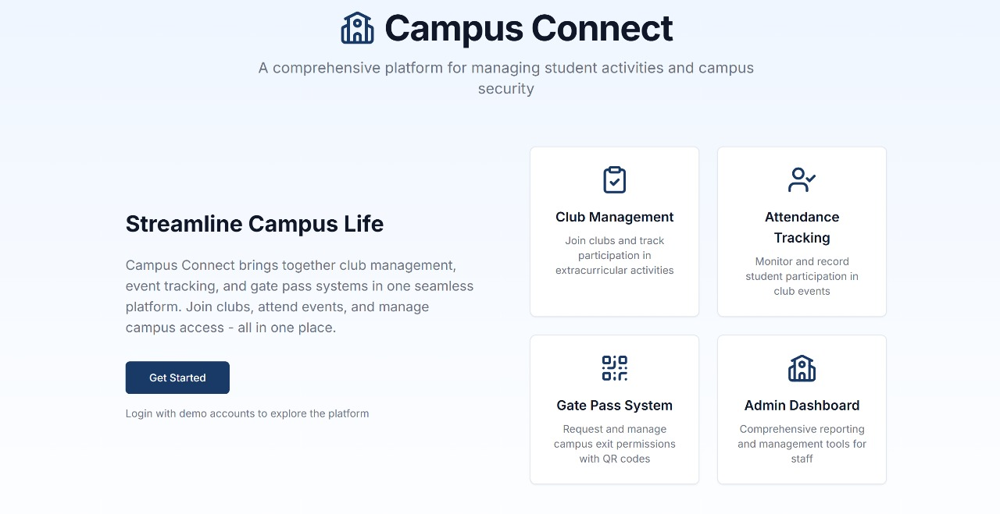 Campus Connect
A comprehensive platform for managing student activities and campus
security
Streamline Campus Life
Campus Connect brings together club management,
event tracking, and gate pass systems in one seamless
platform. Join clubs, attend events, and manage
campus access - all in one place.
Get Started
Login with demo accounts to explore the platform
Club Management
Join clubs and track
participation in
extracurricular activities
Attendance
Tracking
Monitor and record
student participation in
club events
Gate Pass System
Request and manage
campus exit permissions
with QR codes
Admin Dashboard
Comprehensive reporting
and management tools for
staff